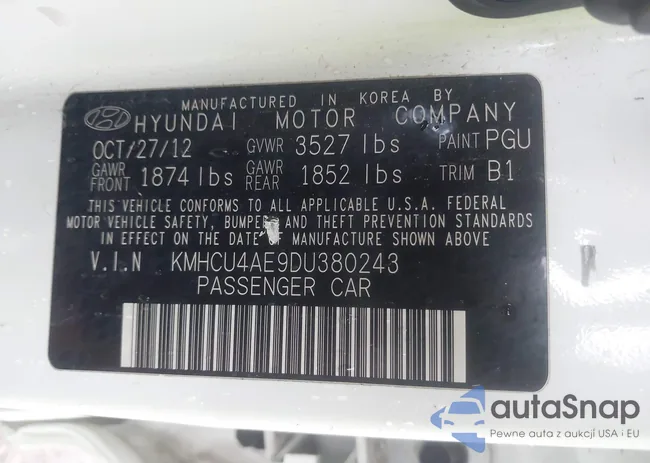 MANUFACTURED IN KOREA BY
HYUNDAI MOTOR COMPANY
OCT/27/12 GVWR 3527 lbs PAINT PGU
GAWR FRONT 1874 lbs GAWR REAR 1852 lbs TRIM B1
THIS VEHICLE CONFORMS TO ALL APPLICABLE U.S.A. FEDERAL
MOTOR VEHICLE SAFETY, BUMPER AND THEFT PREVENTION STANDARDS
IN EFFECT ON THE DATE OF MANUFACTURE SHOWN ABOVE
V.I.N KMHCU4AE9DU380243
PASSENGER CAR
autaSnap
Pewne auta z aukcji USA i EU